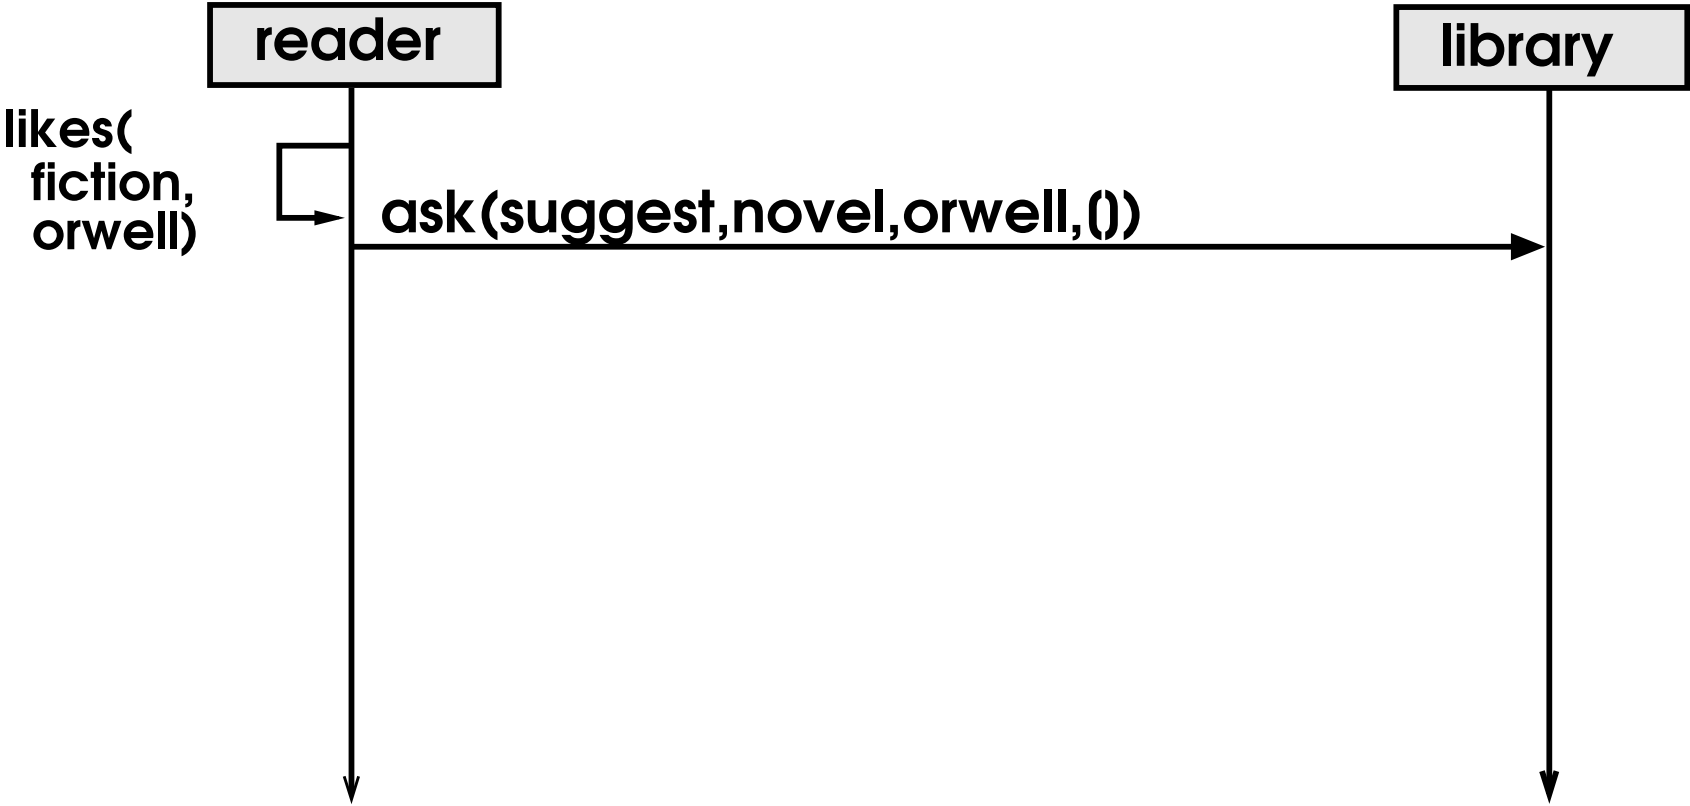 reader
library
likes(
fiction,
orwell)
ask(suggest,novel,orwell,())